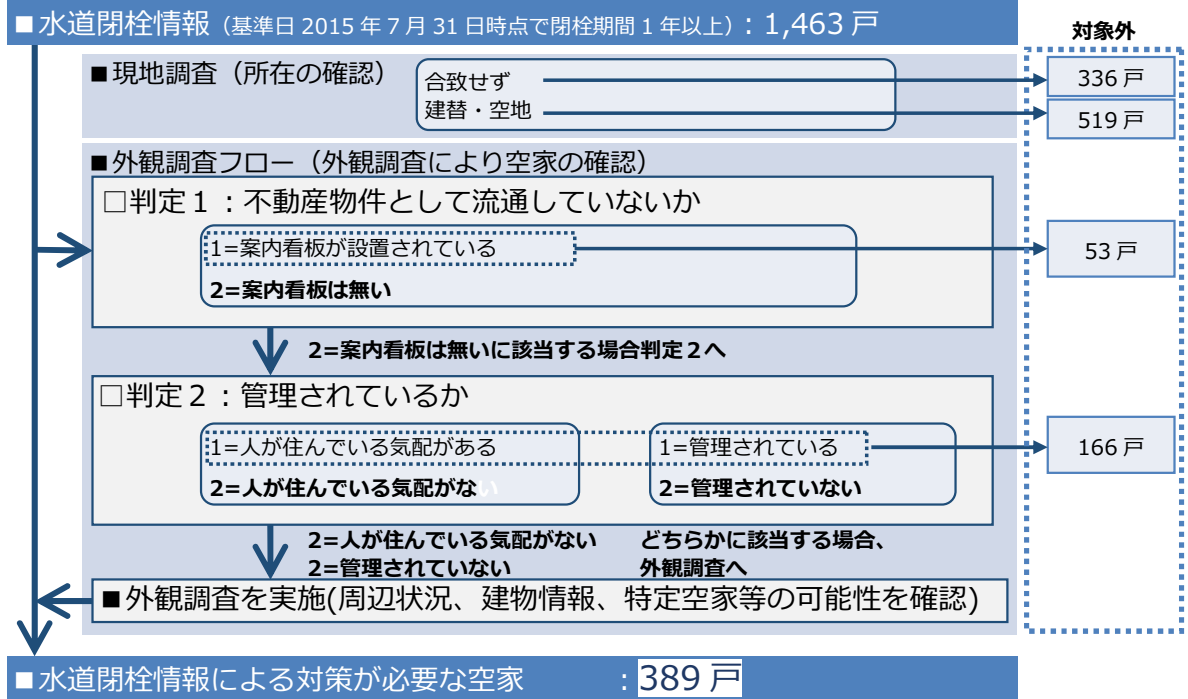 ■水道閉栓情報（基準日 2015 年 7 月 31 日時点で閉栓期間 1 年以上）: 1,463 戸
対象外
■現地調査（所在の確認）
合致せず
336 戸
建替・空地
519 戸
■外観調査フロー（外観調査により空家の確認）
□判定１：不動産物件として流通していないか
1=案内看板が設置されている
53 戸
2=案内看板は無い
2=案内看板は無いに該当する場合判定２へ
□判定２：管理されているか
1=人が住んでいる気配がある
1=管理されている
166 戸
2=人が住んでいる気配がない
2=管理されていない
2=人が住んでいる気配がない　どちらかに該当する場合、
2=管理されていない　外観調査へ
■外観調査を実施(周辺状況、建物情報、特定空家等の可能性を確認)
■水道閉栓情報による対策が必要な空家　：389 戸